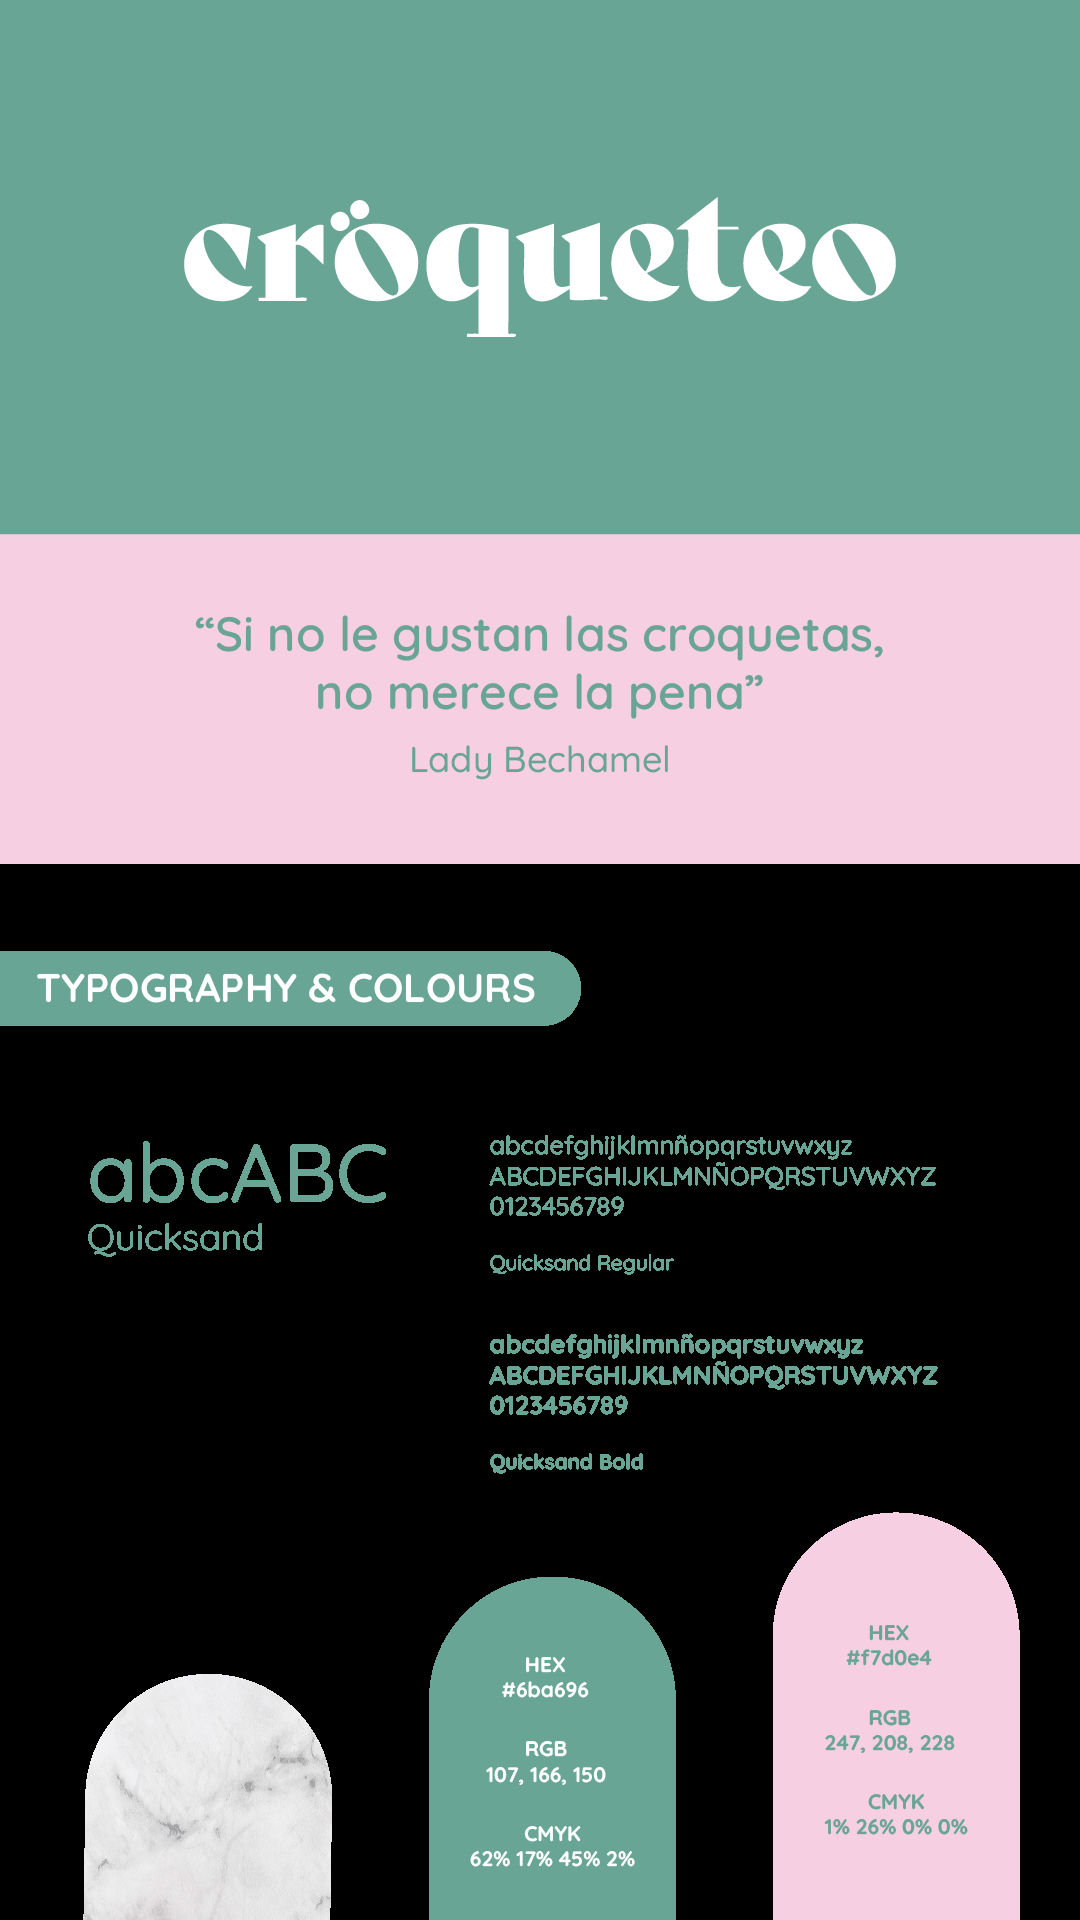 cröqueteo
“Si no le gustan las croquetas,
no merece la pena”
Lady Bechamel
TYPOGRAPHY & COLOURS
abcABC
Quicksand
abcdefghijklmnñopqrstuvwxyz
ABCDEFGHIJKLMNÑOPQRSTUVWXYZ
0123456789
Quicksand Regular
abcdefghijklmnñopqrstuvwxyz
ABCDEFGHIJKLMNÑOPQRSTUVWXYZ
0123456789
Quicksand Bold
HEX
#6ba696
RGB
107, 166, 150
CMYK
62% 17% 45% 2%
HEX
#f7d0e4
RGB
247, 208, 228
CMYK
1% 26% 0% 0%